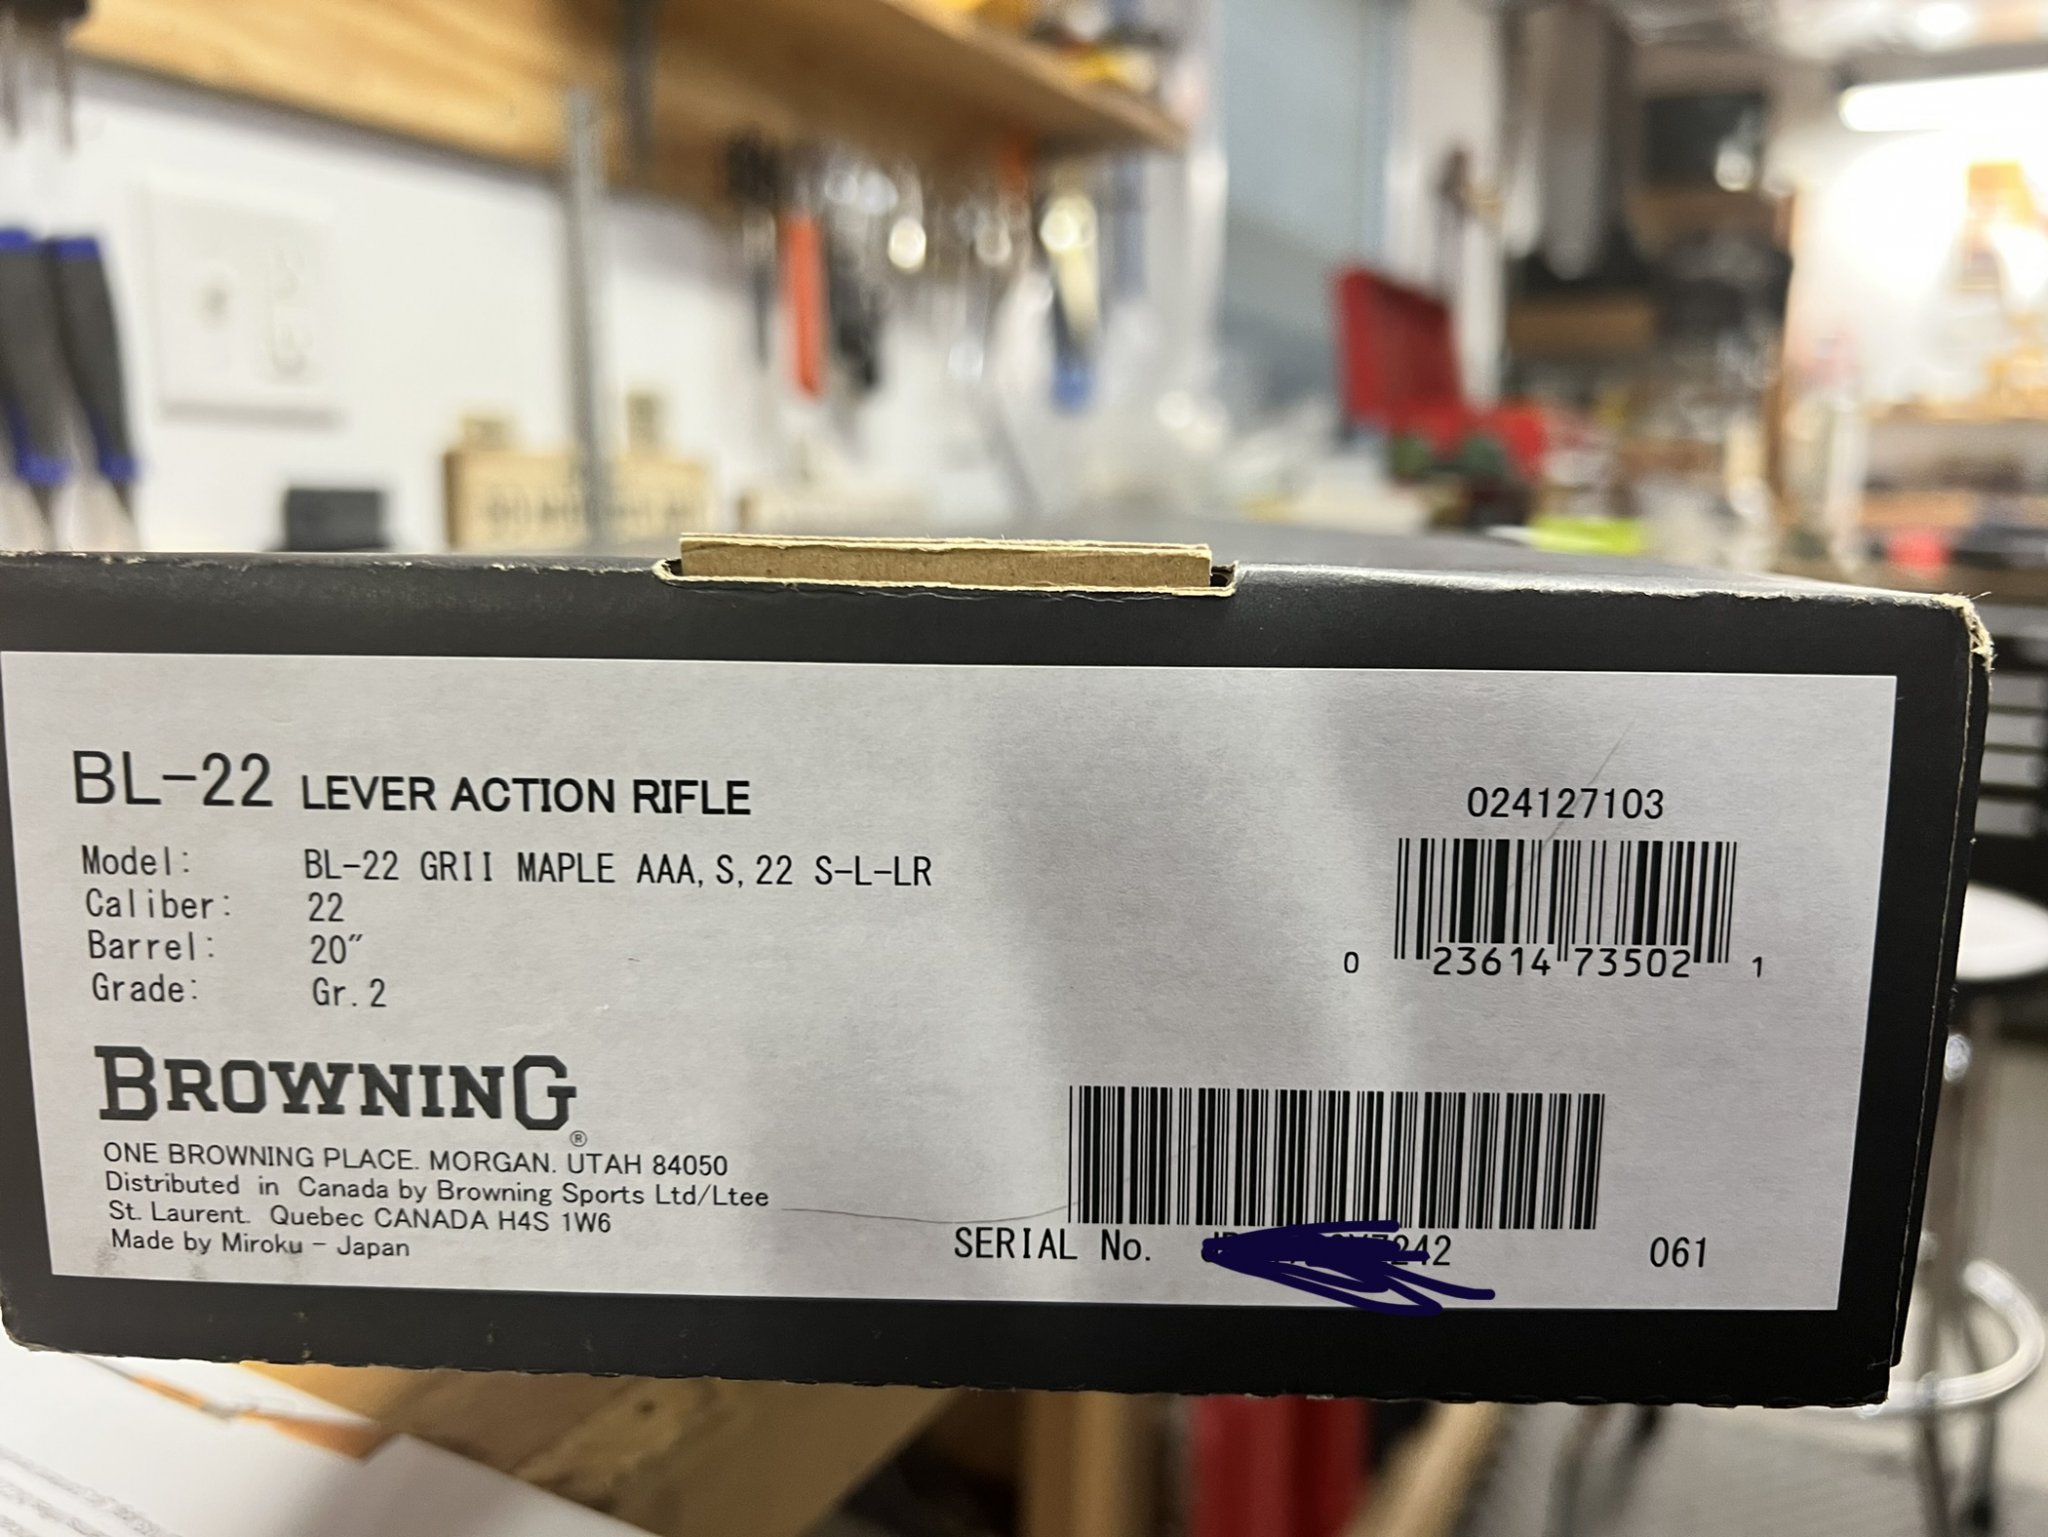 BL-22 LEVER ACTION RIFLE
Model: BL-22 GRII MAPLE AAA, S, 22 S-L-LR
Caliber: 22
Barrel: 20″
Grade: Gr. 2
BROWNING®
ONE BROWNING PLACE. MORGAN. UTAH 84050
Distributed in Canada by Browning Sports Ltd/Ltee
St. Laurent. Quebec CANADA H4S 1W6
Made by Miroku - Japan
024127103
0 23614 73502 1
SERIAL No.
061